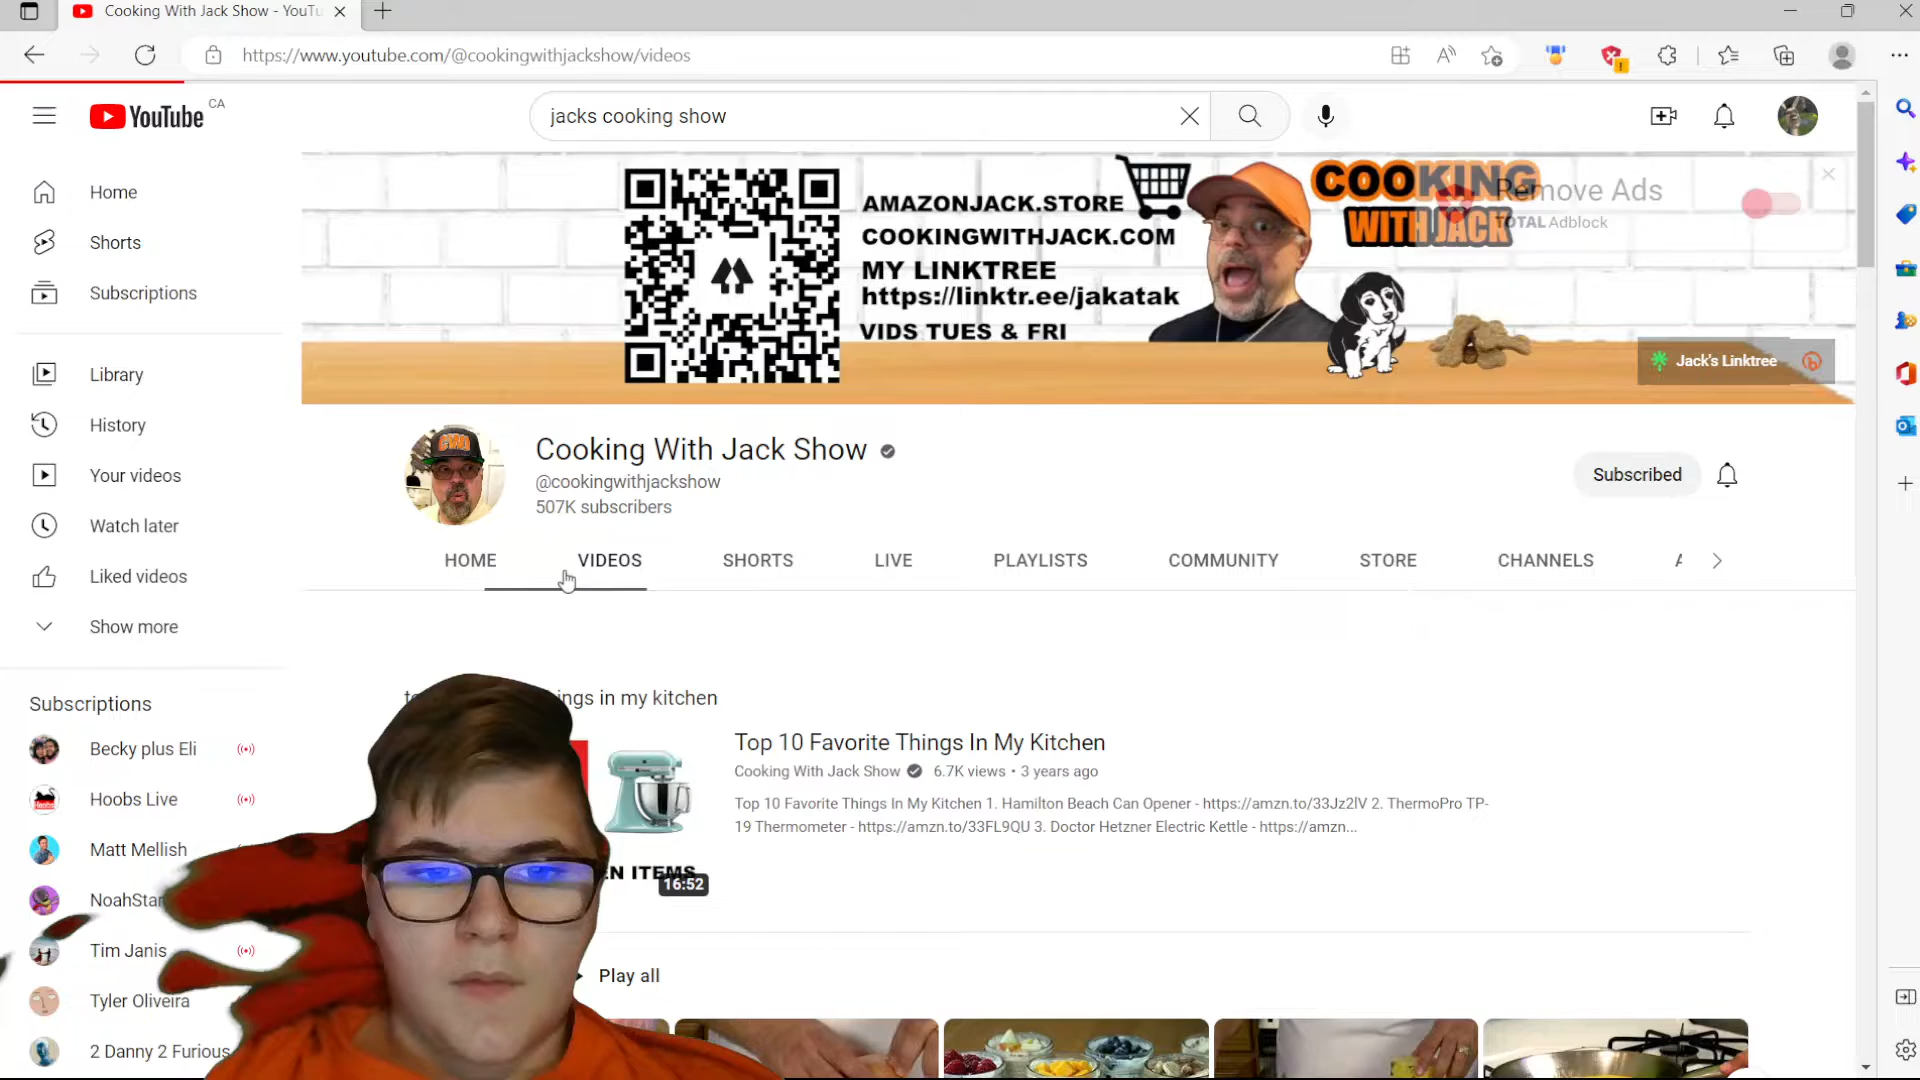 Cooking With Jack Show - YouTu
https://www.youtube.com/@cookingwithjackshow/videos
YouTube CA
jacks cooking show
Home
Shorts
Subscriptions
Library
History
Your videos
Watch later
Liked videos
Show more
Subscriptions
Becky plus Eli
Hoobs Live
Matt Mellish
NoahStar
Tim Janis
Tyler Oliveira
2 Danny 2 Furious
AMAZONJACK.STORE
COOKINGWITHJACK.COM
MY LINKTREE
https://linktr.ee/jakatak
VIDS TUES & FRI
COOKING
WITH JACK
Remove Ads
TOTAL Adblock
Jack's Linktree
Cooking With Jack Show
@cookingwithjackshow
507K subscribers
Subscribed
HOME VIDEOS SHORTS LIVE PLAYLISTS COMMUNITY STORE CHANNELS A
ngs in my kitchen
Top 10 Favorite Things In My Kitchen
Cooking With Jack Show 6.7K views • 3 years ago
Top 10 Favorite Things In My Kitchen 1. Hamilton Beach Can Opener - https://amzn.to/33Jz2lV 2. ThermoPro TP-
19 Thermometer - https://amzn.to/33FL9QU 3. Doctor Hetzner Electric Kettle - https://amzn...
EN ITEMS
16:52
Play all